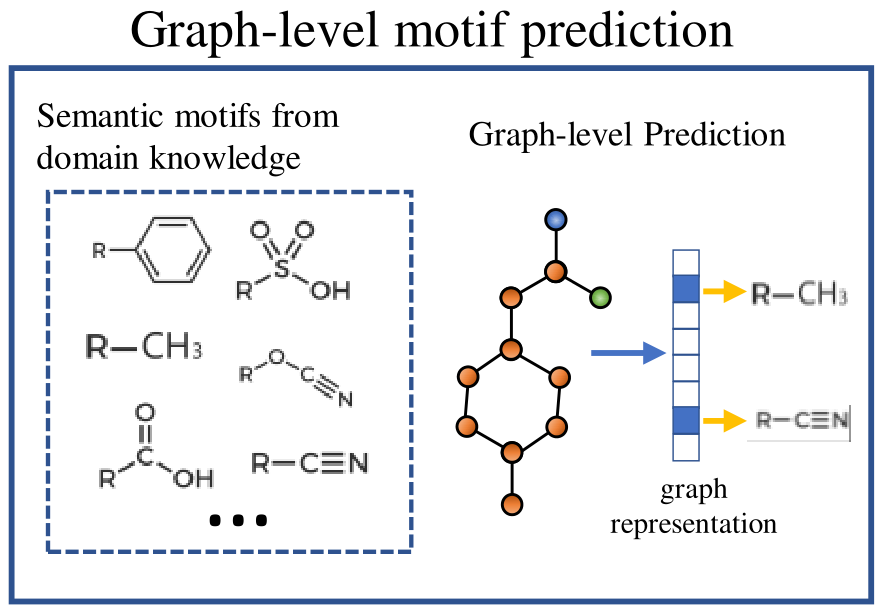 Graph-level motif prediction
Semantic motifs from
domain knowledge
Graph-level Prediction
R
O O
S
R OH
R—CH₃
O
R C
N
O
C
R OH
R—C≡N
...
R—CH₃
R—C≡N
graph
representation